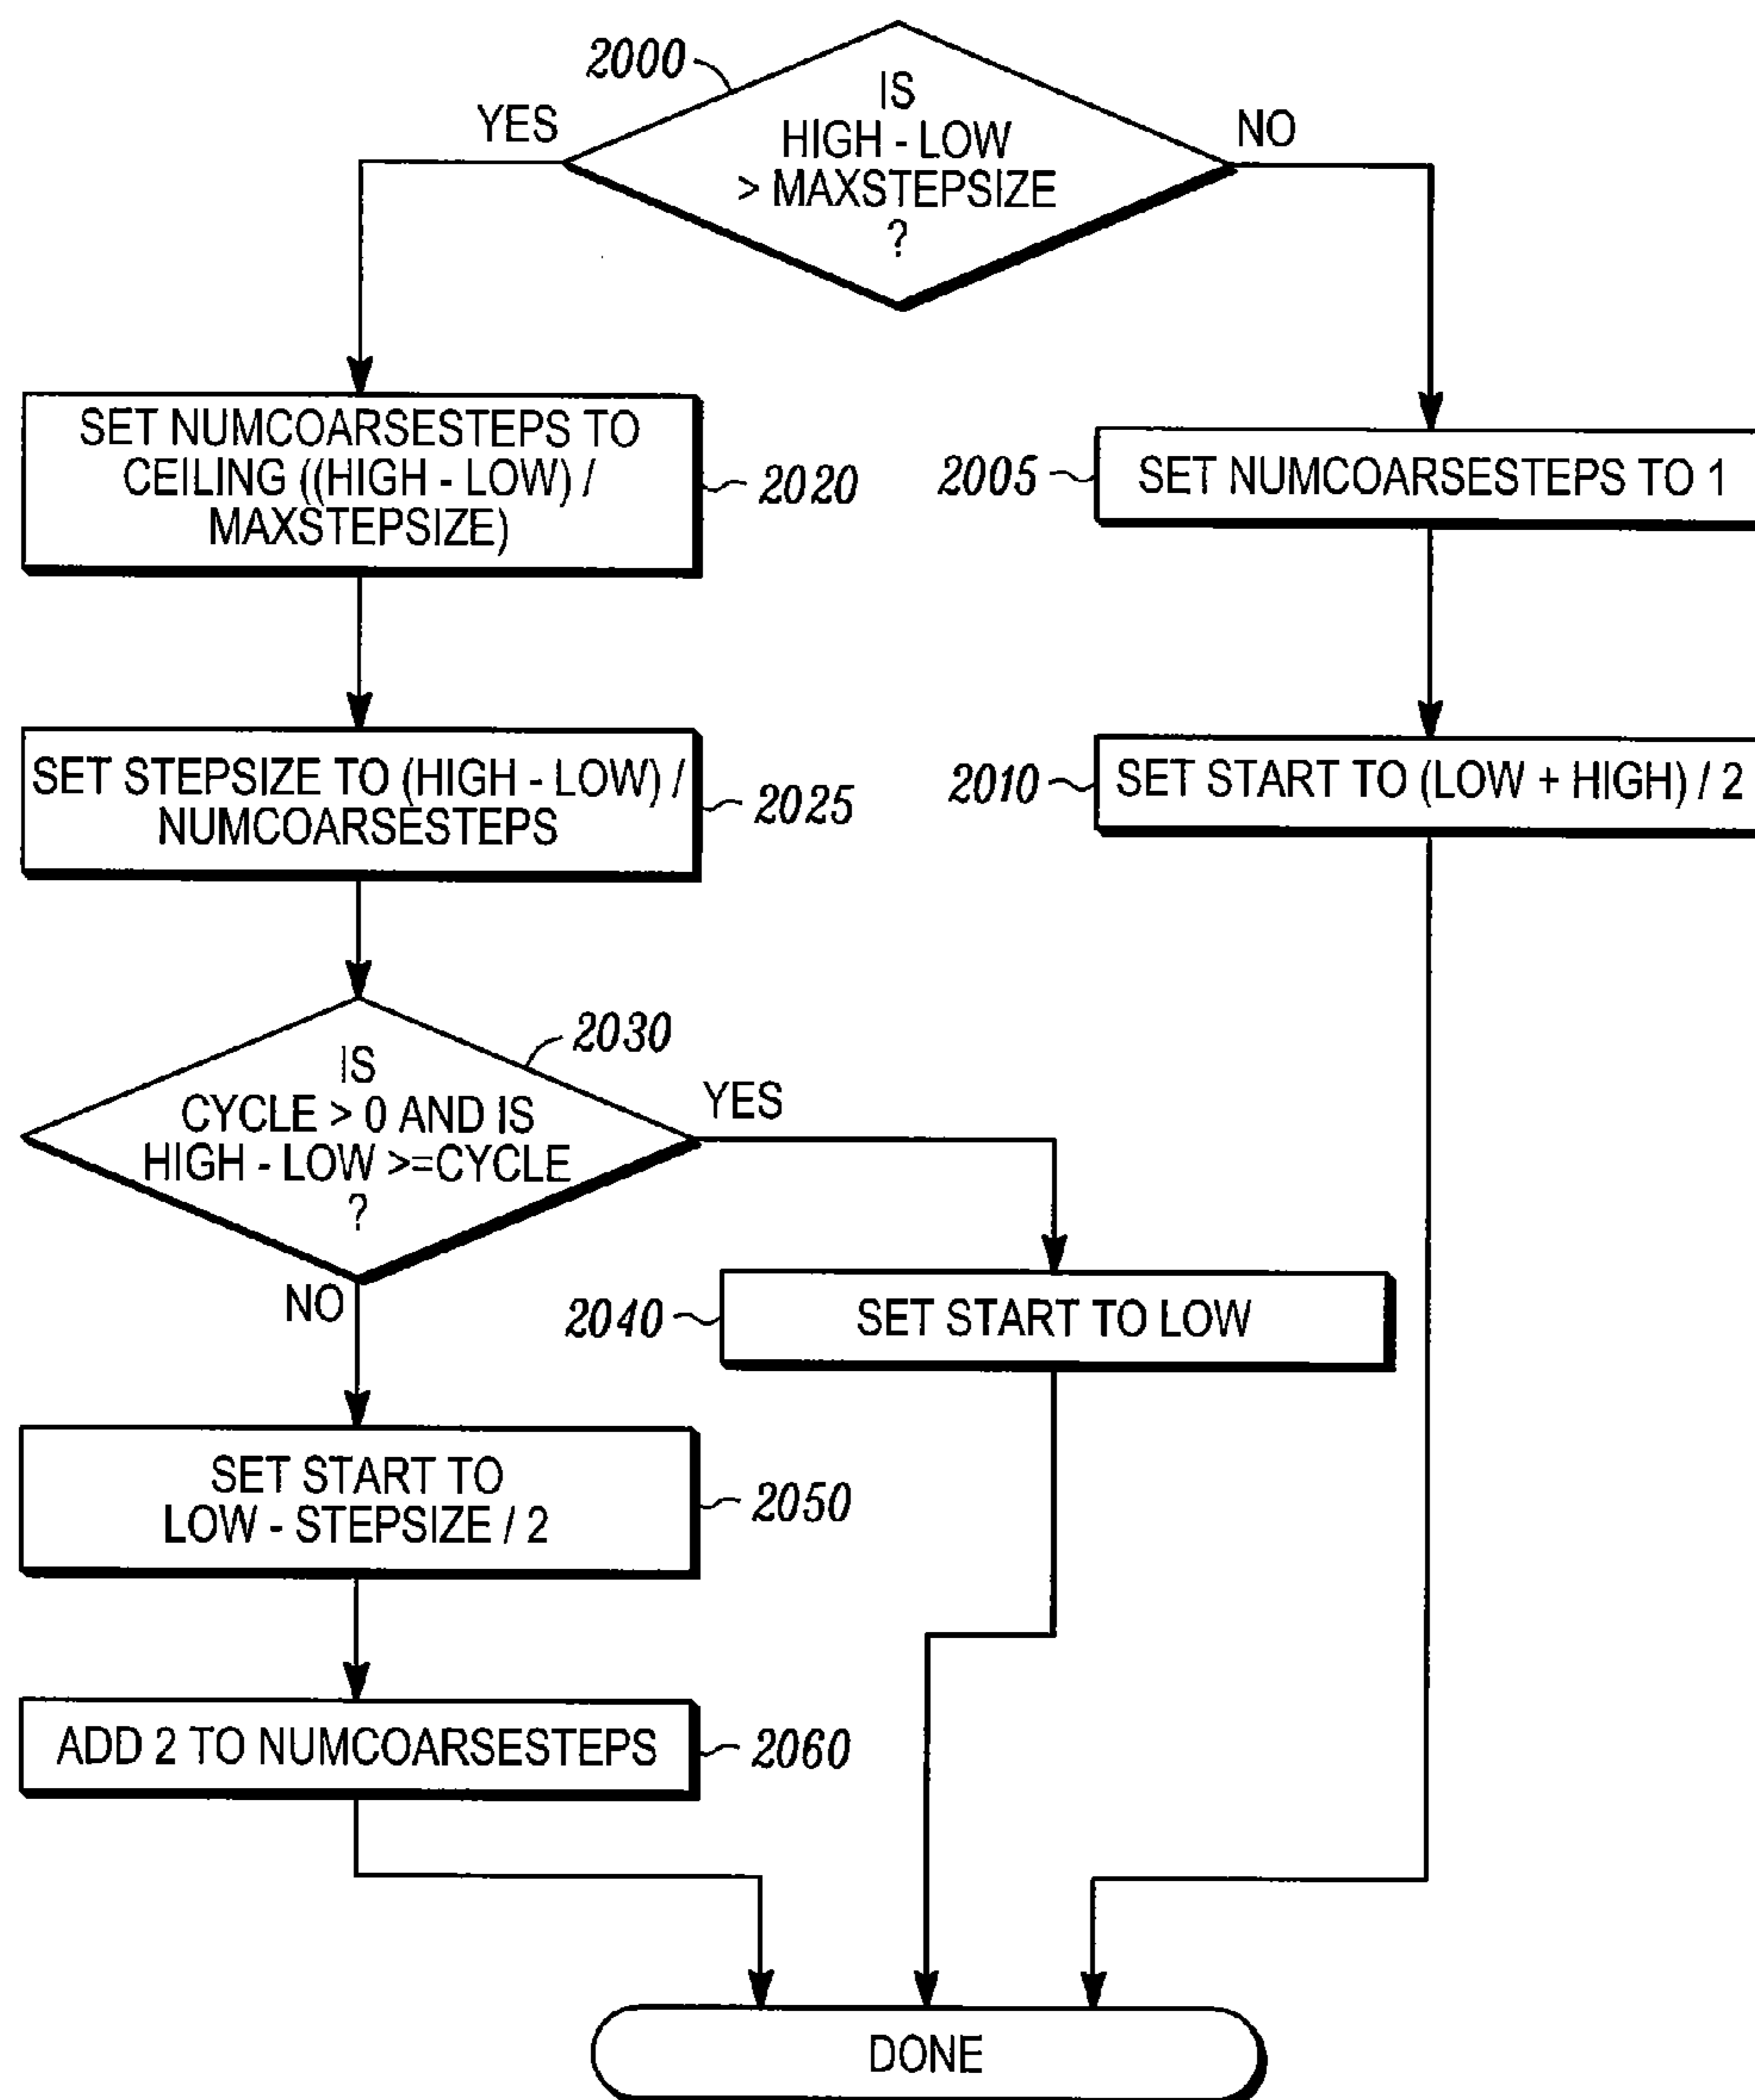 2000
IS
HIGH - LOW
> MAXSTEPSIZE
?
YES
NO
SET NUMCOARSESTEPS TO
CEILING ((HIGH - LOW) /
MAXSTEPSIZE)
2020
2005
SET NUMCOARSESTEPS TO 1
SET STEPSIZE TO (HIGH - LOW) /
NUMCOARSESTEPS
2025
2010
SET START TO (LOW + HIGH) / 2
2030
IS
CYCLE > 0 AND IS
HIGH - LOW >=CYCLE
?
YES
NO
2040
SET START TO LOW
SET START TO
LOW - STEPSIZE / 2
2050
ADD 2 TO NUMCOARSESTEPS
2060
DONE